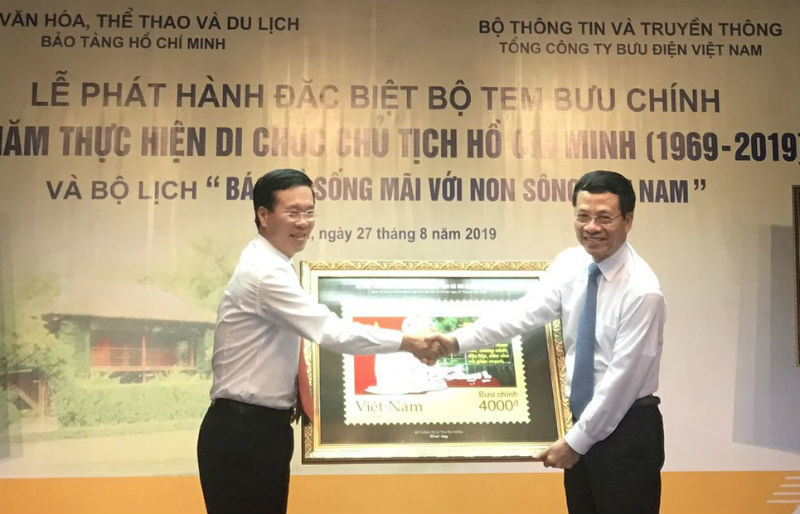 VĂN HÓA, THỂ THAO VÀ DU LỊCH
BẢO TÀNG HỒ CHÍ MINH
BỘ THÔNG TIN VÀ TRUYỀN THÔNG
TỔNG CÔNG TY BƯU ĐIỆN VIỆT NAM
LỄ PHÁT HÀNH ĐẶC BIỆT BỘ TEM BƯU CHÍNH
NĂM THỰC HIỆN DI CHÚC CHỦ TỊCH HỒ CHÍ MINH (1969-2019)
VÀ BỘ LỊCH “ SỐNG MÃI VỚI NON SÔNG NAM ”
ngày 27 tháng 8 năm 2019
Việt Nam
Bưu chính
4000đ